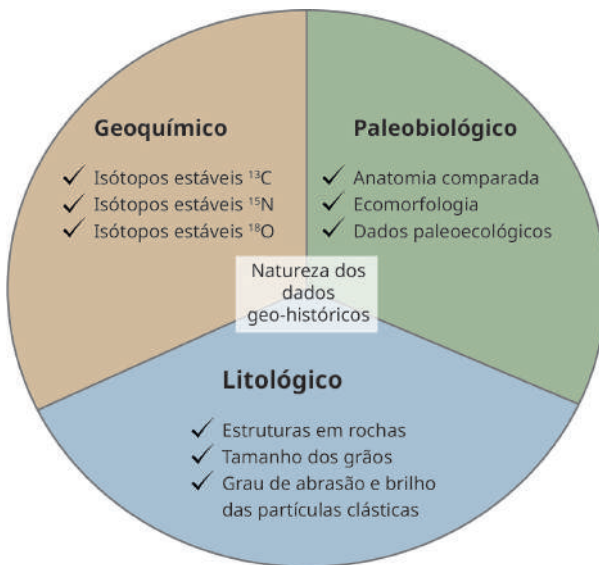 Geoquímico
✓ Isótopos estáveis ¹³C
✓ Isótopos estáveis ¹⁵N
✓ Isótopos estáveis ¹⁸O
Paleobiológico
✓ Anatomia comparada
✓ Ecomorfologia
✓ Dados paleoecológicos
Natureza dos
dados
geo-históricos
Litológico
✓ Estruturas em rochas
✓ Tamanho dos grãos
✓ Grau de abrasão e brilho
das partículas clásticas